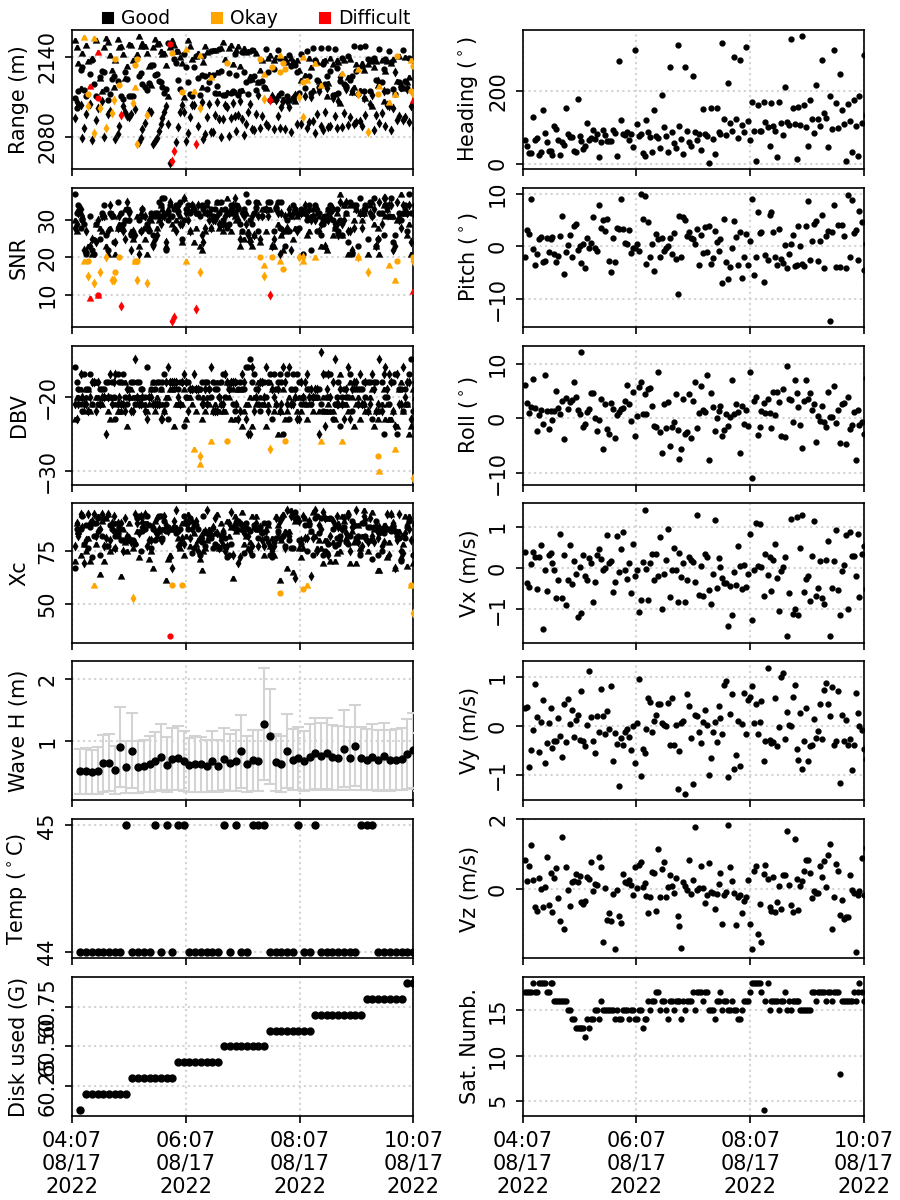 Good Okay Difficult
Range (m)
2140
2080
Heading (°)
200
0
SNR
30
20
10
Pitch (°)
10
0
−10
DBV
−20
−30
Roll (°)
10
0
−10
Xc
75
50
Vx (m/s)
1
0
−1
Wave H (m)
2
1
Vy (m/s)
1
0
−1
Temp (°C)
45
44
Vz (m/s)
2
0
Disk used (G)
60.75
60.50
60.25
Sat. Numb.
15
10
5
04:07 06:07 08:07 10:07 04:07 06:07 08:07 10:07
08/17 08/17 08/17 08/17 08/17 08/17 08/17 08/17
2022 2022 2022 2022 2022 2022 2022 2022